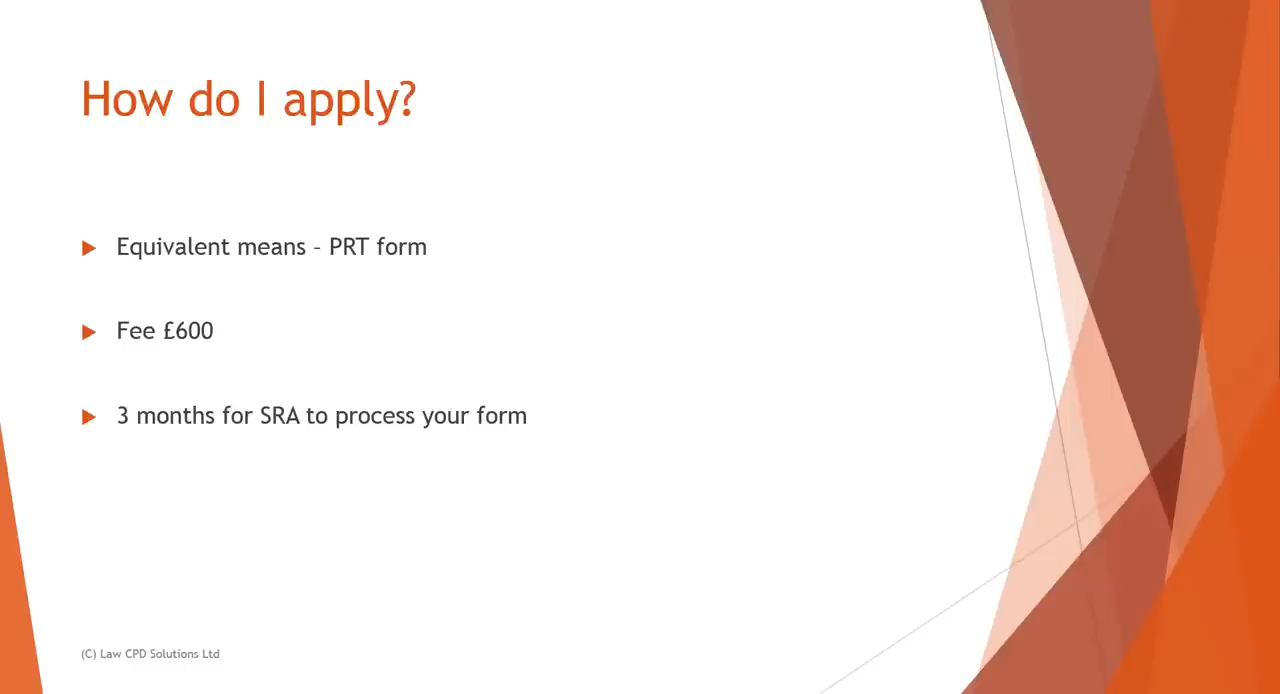 How do I apply?
Equivalent means – PRT form
Fee £600
3 months for SRA to process your form
(C) Law CPD Solutions Ltd